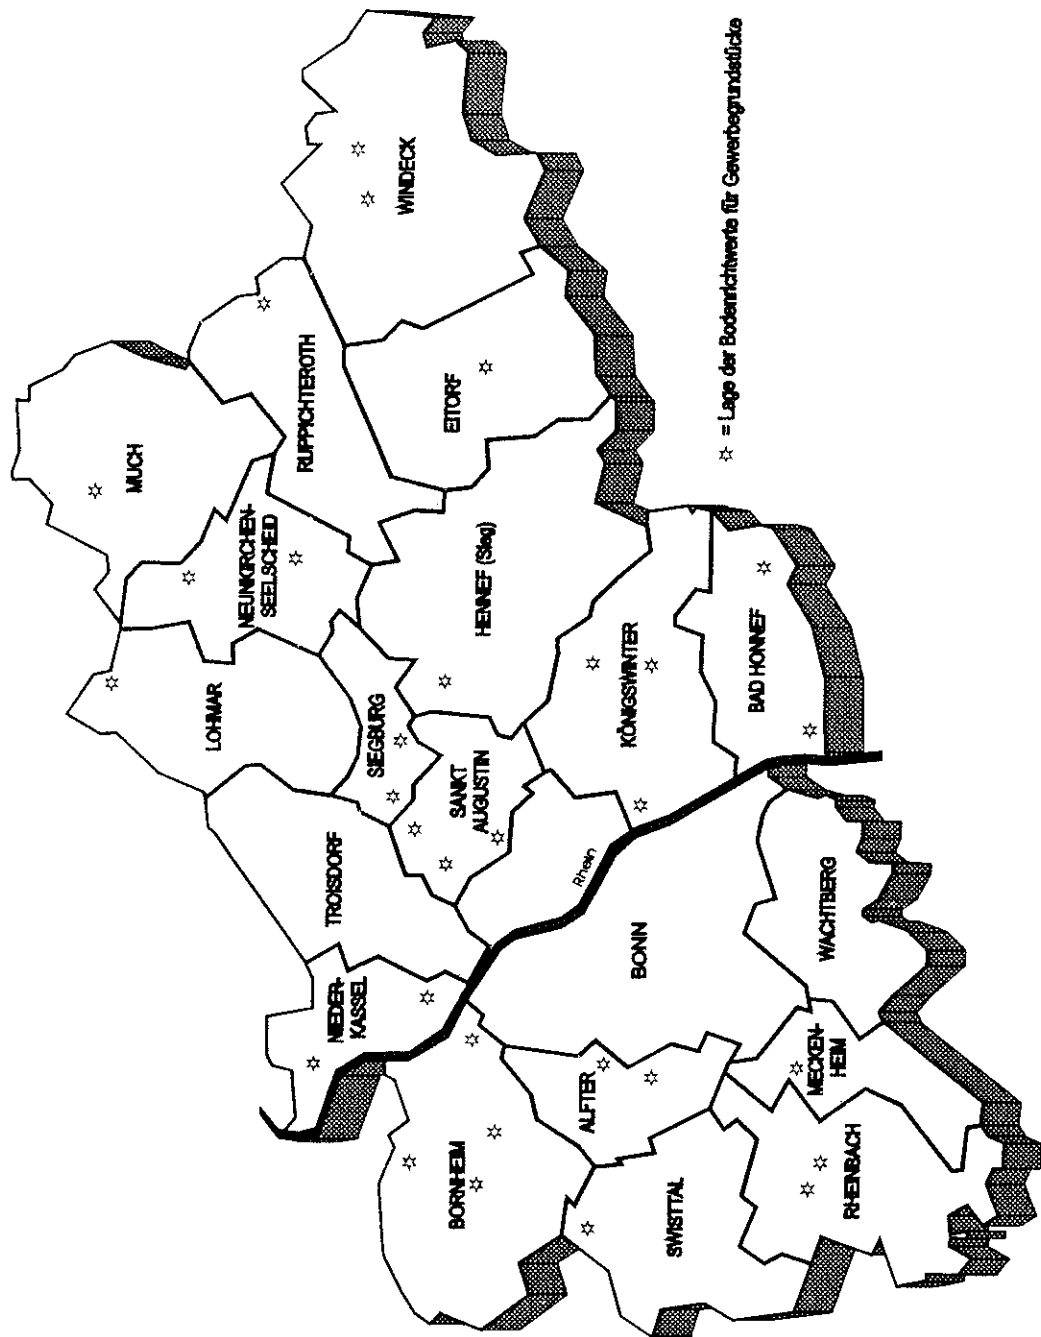 WINDECK
MUCH
RUPPICHTEROTH
EITORF
NEUNKIRCHEN-
SEELSCHEID
HENNEF (Sieg)
LOHMAR
SIEGBURG
SANKT
AUGUSTIN
KÖNIGSWINTER
BAD HONNEF
TROISDORF
Rhein
NIEDER-
KASSEL
BONN
WACHTBERG
BORNHEIM
ALFTER
MECKEN-
HEIM
SWISTTAL
RHEINBACH
☆ = Lage der Bodenrichtwerte für Gewerbegrundstücke